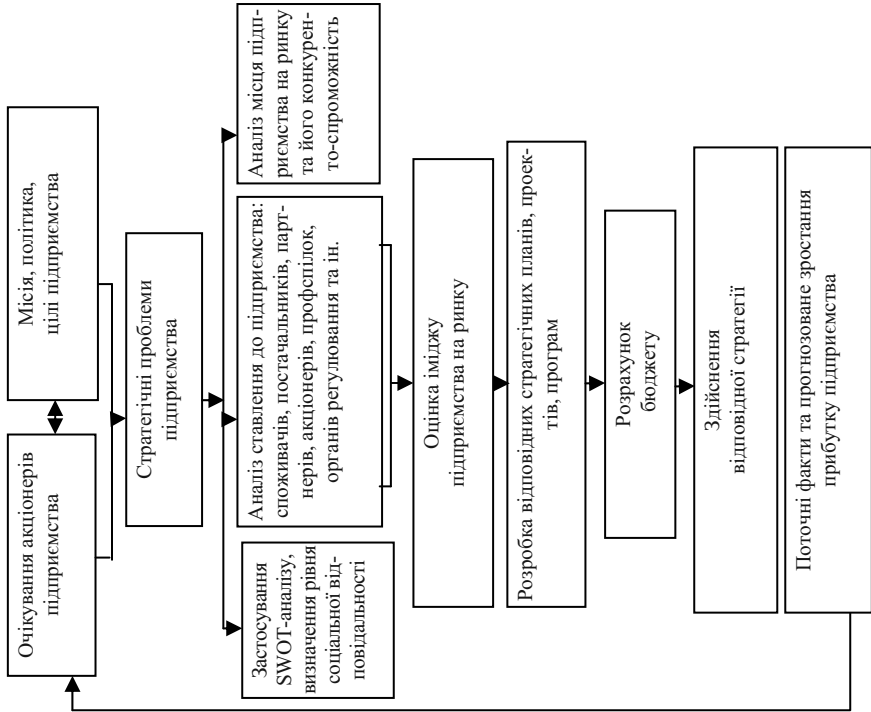 Очікування акціонерів
підприємства
Місія, політика,
цілі підприємства
Стратегічні проблеми
підприємства
Застосування
SWOT-аналізу,
визначення рівня
соціальної від-
повідальності
Аналіз ставлення до підприємства:
споживачів, постачальників, парт-
нерів, акціонерів, профспілок,
органів регулювання та ін.
Аналіз місця підп-
риємства на ринку
та його конкурен-
то-спроможність
Оцінка іміджу
підприємства на ринку
Розробка відповідних стратегічних планів, проек-
тів, програм
Розрахунок
бюджету
Здійснення
відповідної стратегії
Поточні факти та прогнозоване зростання
прибутку підприємства